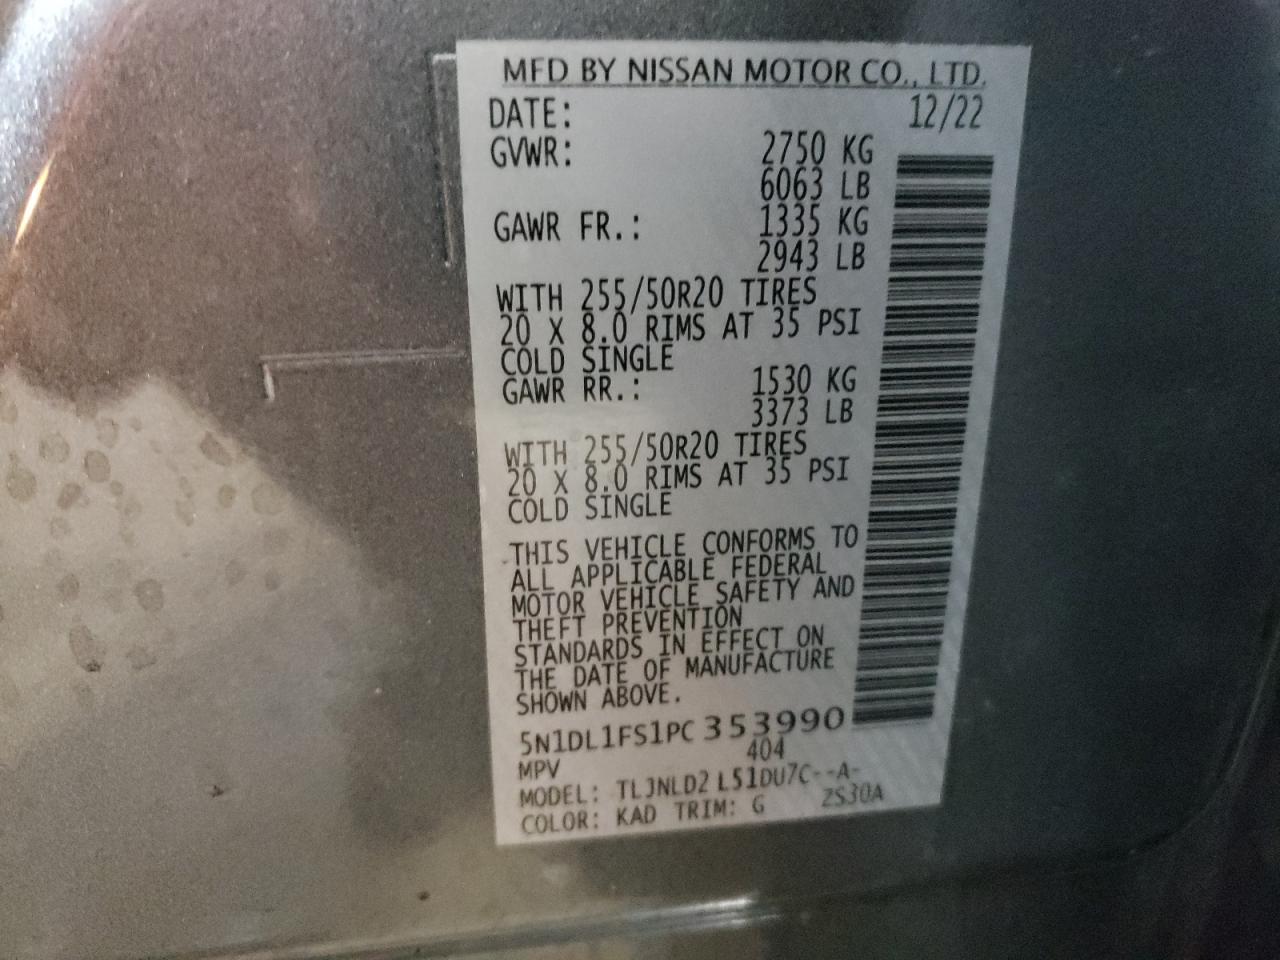 MFD BY NISSAN MOTOR CO., LTD.
DATE: 12/22
GVWR: 2750 KG
6063 LB
GAWR FR.: 1335 KG
2943 LB
WITH 255/50R20 TIRES
20 X 8.0 RIMS AT 35 PSI
COLD SINGLE
GAWR RR.: 1530 KG
3373 LB
WITH 255/50R20 TIRES
20 X 8.0 RIMS AT 35 PSI
COLD SINGLE
THIS VEHICLE CONFORMS TO
ALL APPLICABLE FEDERAL
MOTOR VEHICLE SAFETY AND
THEFT PREVENTION
STANDARDS IN EFFECT ON
THE DATE OF MANUFACTURE
SHOWN ABOVE.
5N1DL1FS1PC353990
MPV 404
MODEL: TLJNLD2 L51DU7C--A-
COLOR: KAD TRIM: G ZS30A